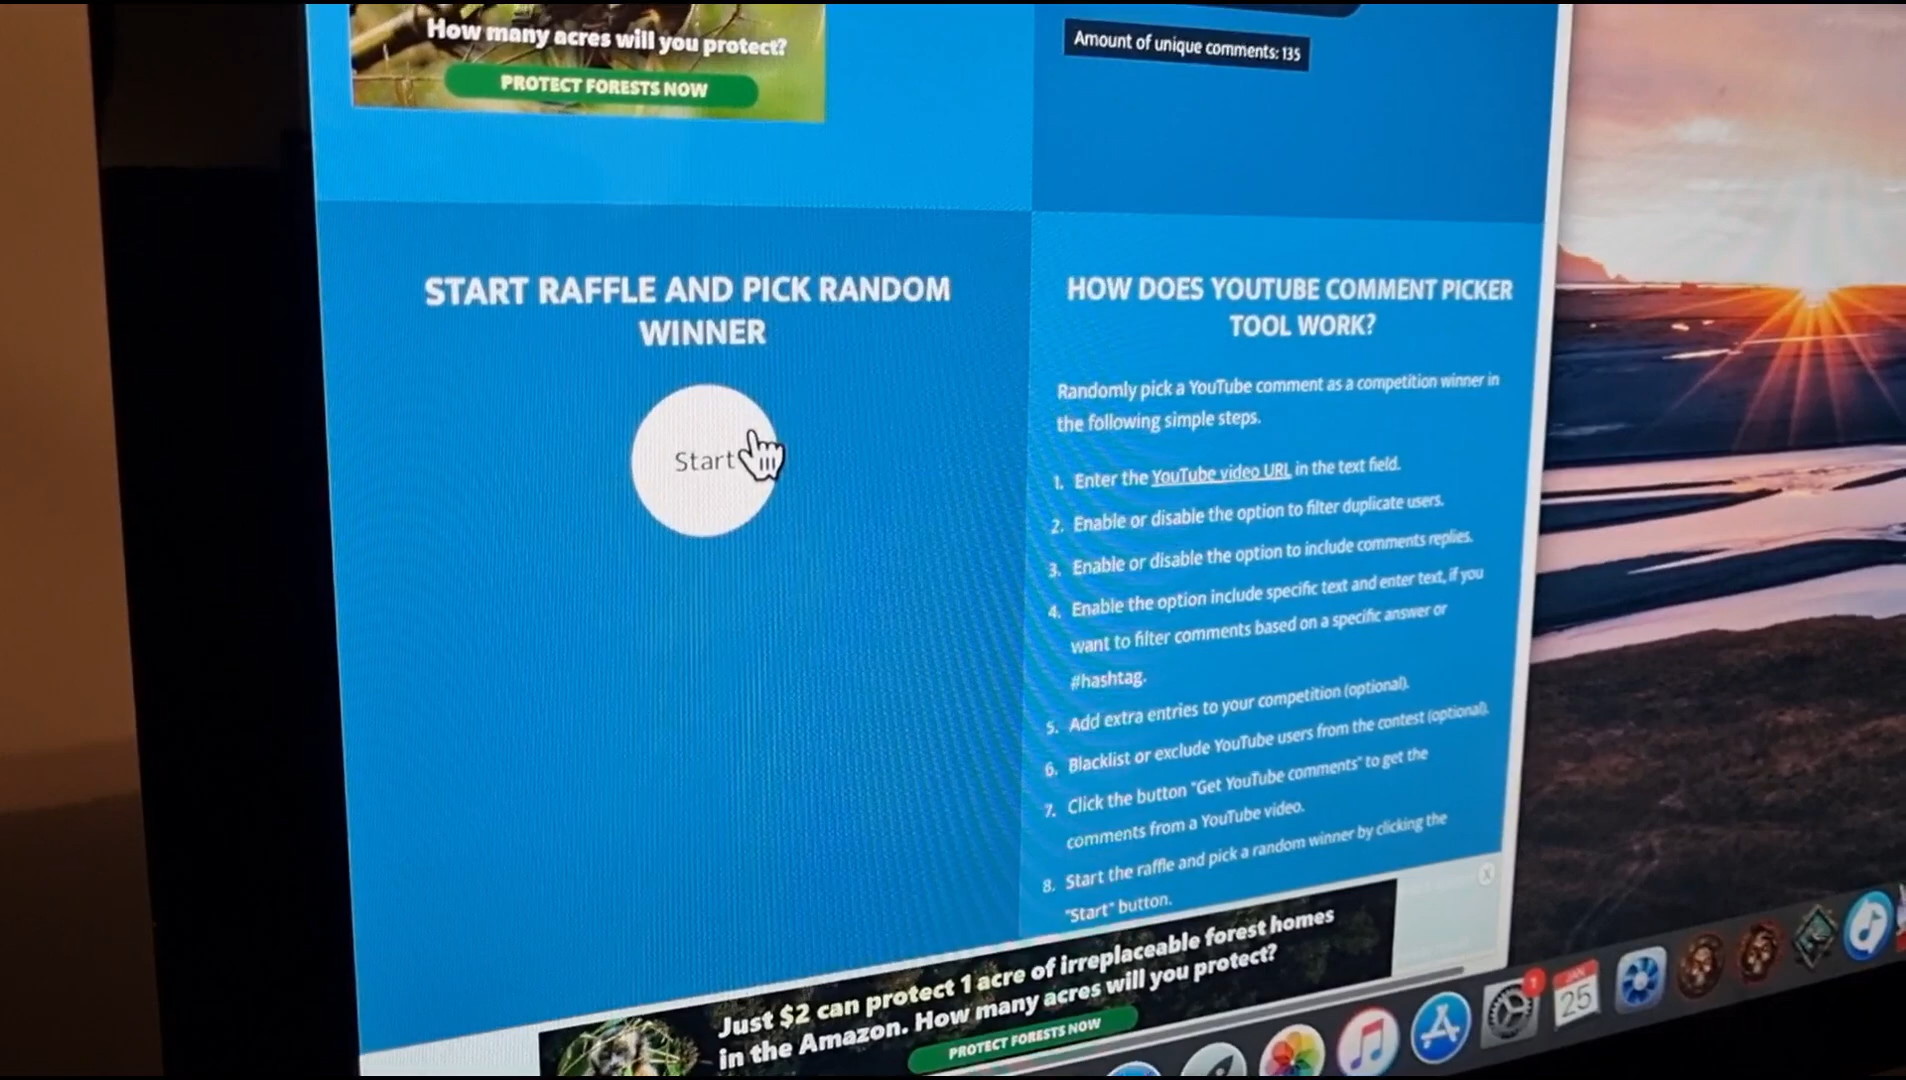 How many acres will you protect?
PROTECT FORESTS NOW
Amount of unique comments: 135
START RAFFLE AND PICK RANDOM
WINNER
Start
HOW DOES YOUTUBE COMMENT PICKER
TOOL WORK?
Randomly pick a YouTube comment as a competition winner in
the following simple steps.
1. Enter the YouTube video URL in the text field.
2. Enable or disable the option to filter duplicate users.
3. Enable or disable the option to include comments replies.
4. Enable the option include specific text and enter text, if you
want to filter comments based on a specific answer or
#hashtag.
5. Add extra entries to your competition (optional).
6. Blacklist or exclude YouTube users from the contest (optional).
7. Click the button "Get YouTube comments" to get the
comments from a YouTube video.
8. Start the raffle and pick a random winner by clicking the
"Start" button.
X
Just $2 can protect 1 acre of irreplaceable forest homes
in the Amazon. How many acres will you protect?
PROTECT FORESTS NOW
1
JAN
25